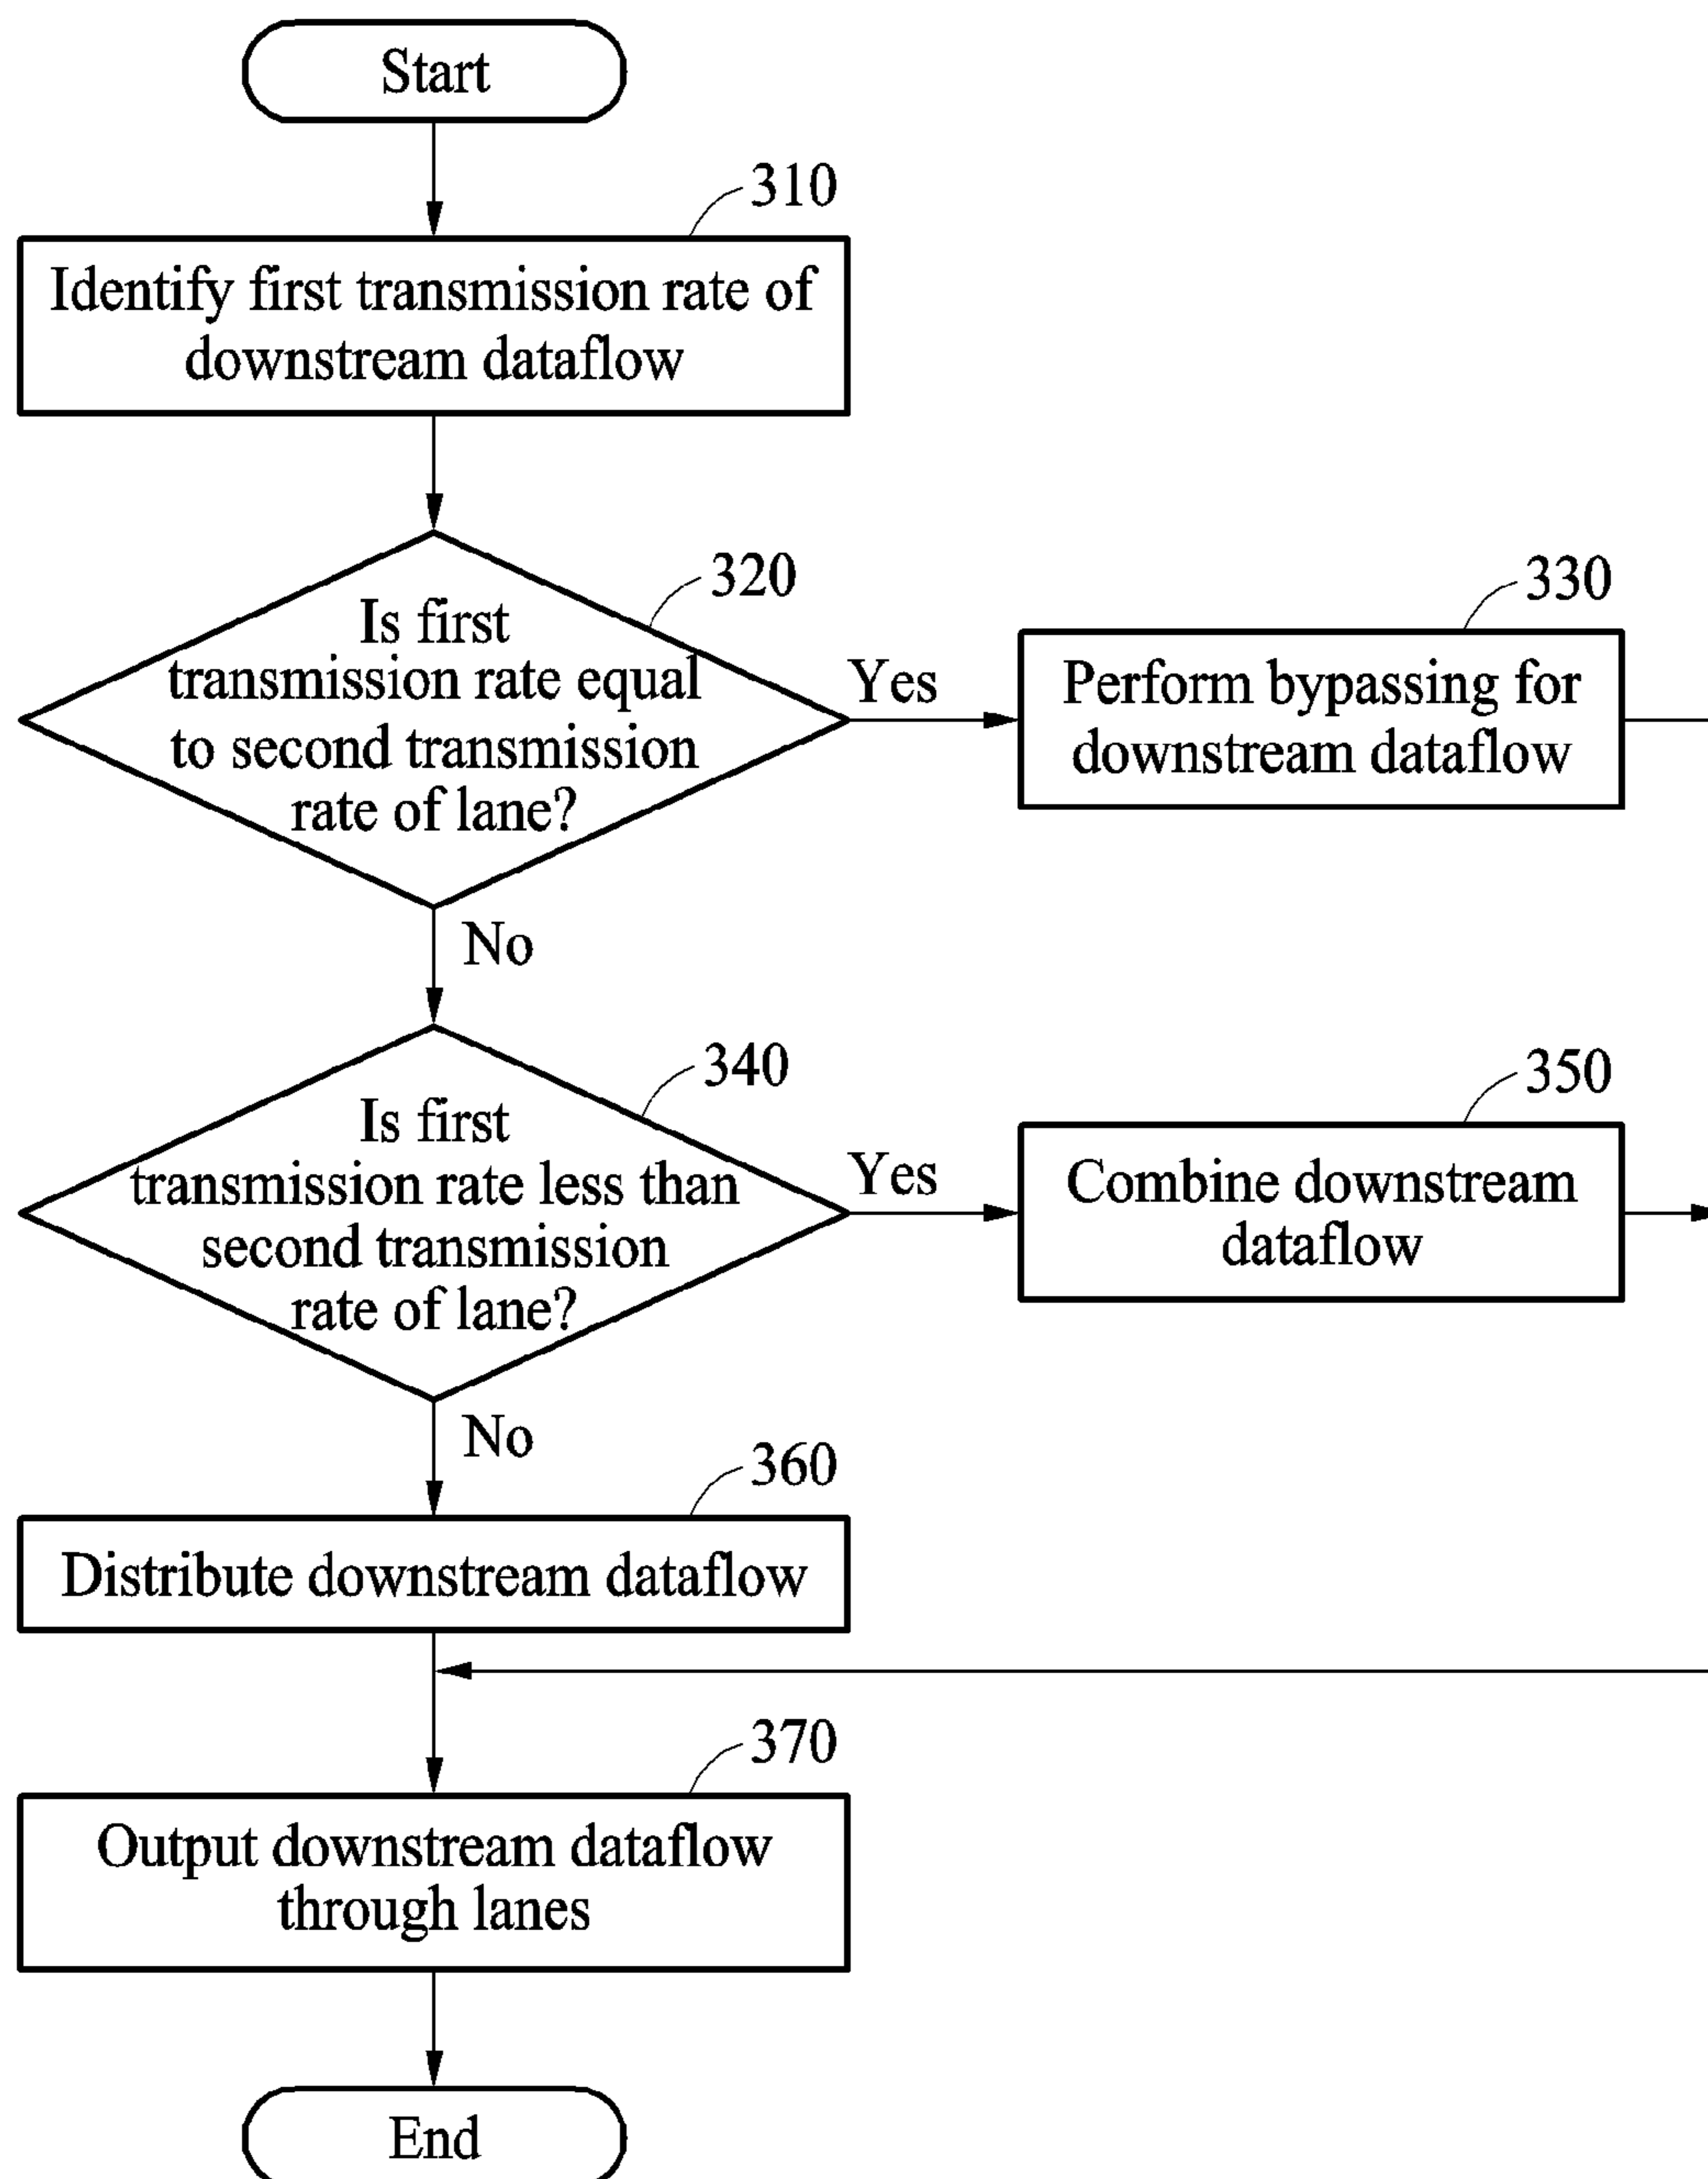 Start
310
Identify first transmission rate of
downstream dataflow
320
Is first
transmission rate equal
to second transmission
rate of lane?
Yes
330
Perform bypassing for
downstream dataflow
No
340
Is first
transmission rate less than
second transmission
rate of lane?
Yes
350
Combine downstream
dataflow
No
360
Distribute downstream dataflow
370
Output downstream dataflow
through lanes
End